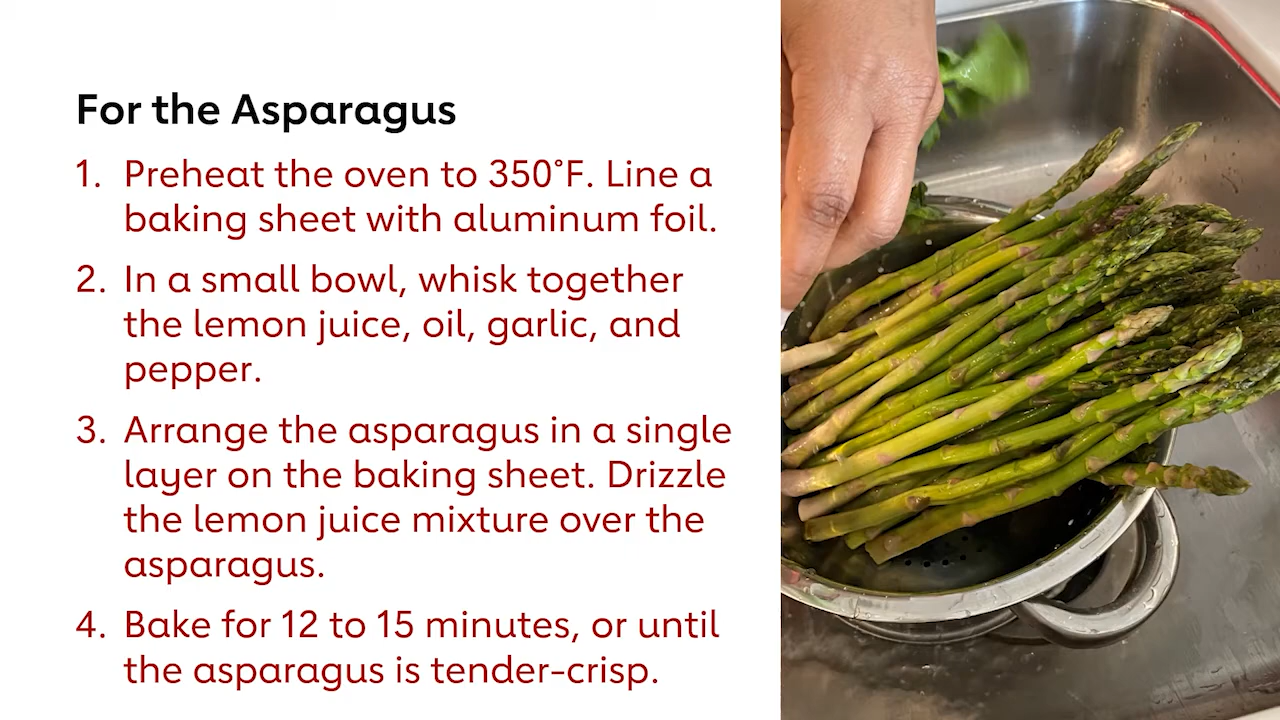 For the Asparagus
1. Preheat the oven to 350°F. Line a
baking sheet with aluminum foil.
2. In a small bowl, whisk together
the lemon juice, oil, garlic, and
pepper.
3. Arrange the asparagus in a single
layer on the baking sheet. Drizzle
the lemon juice mixture over the
asparagus.
4. Bake for 12 to 15 minutes, or until
the asparagus is tender-crisp.